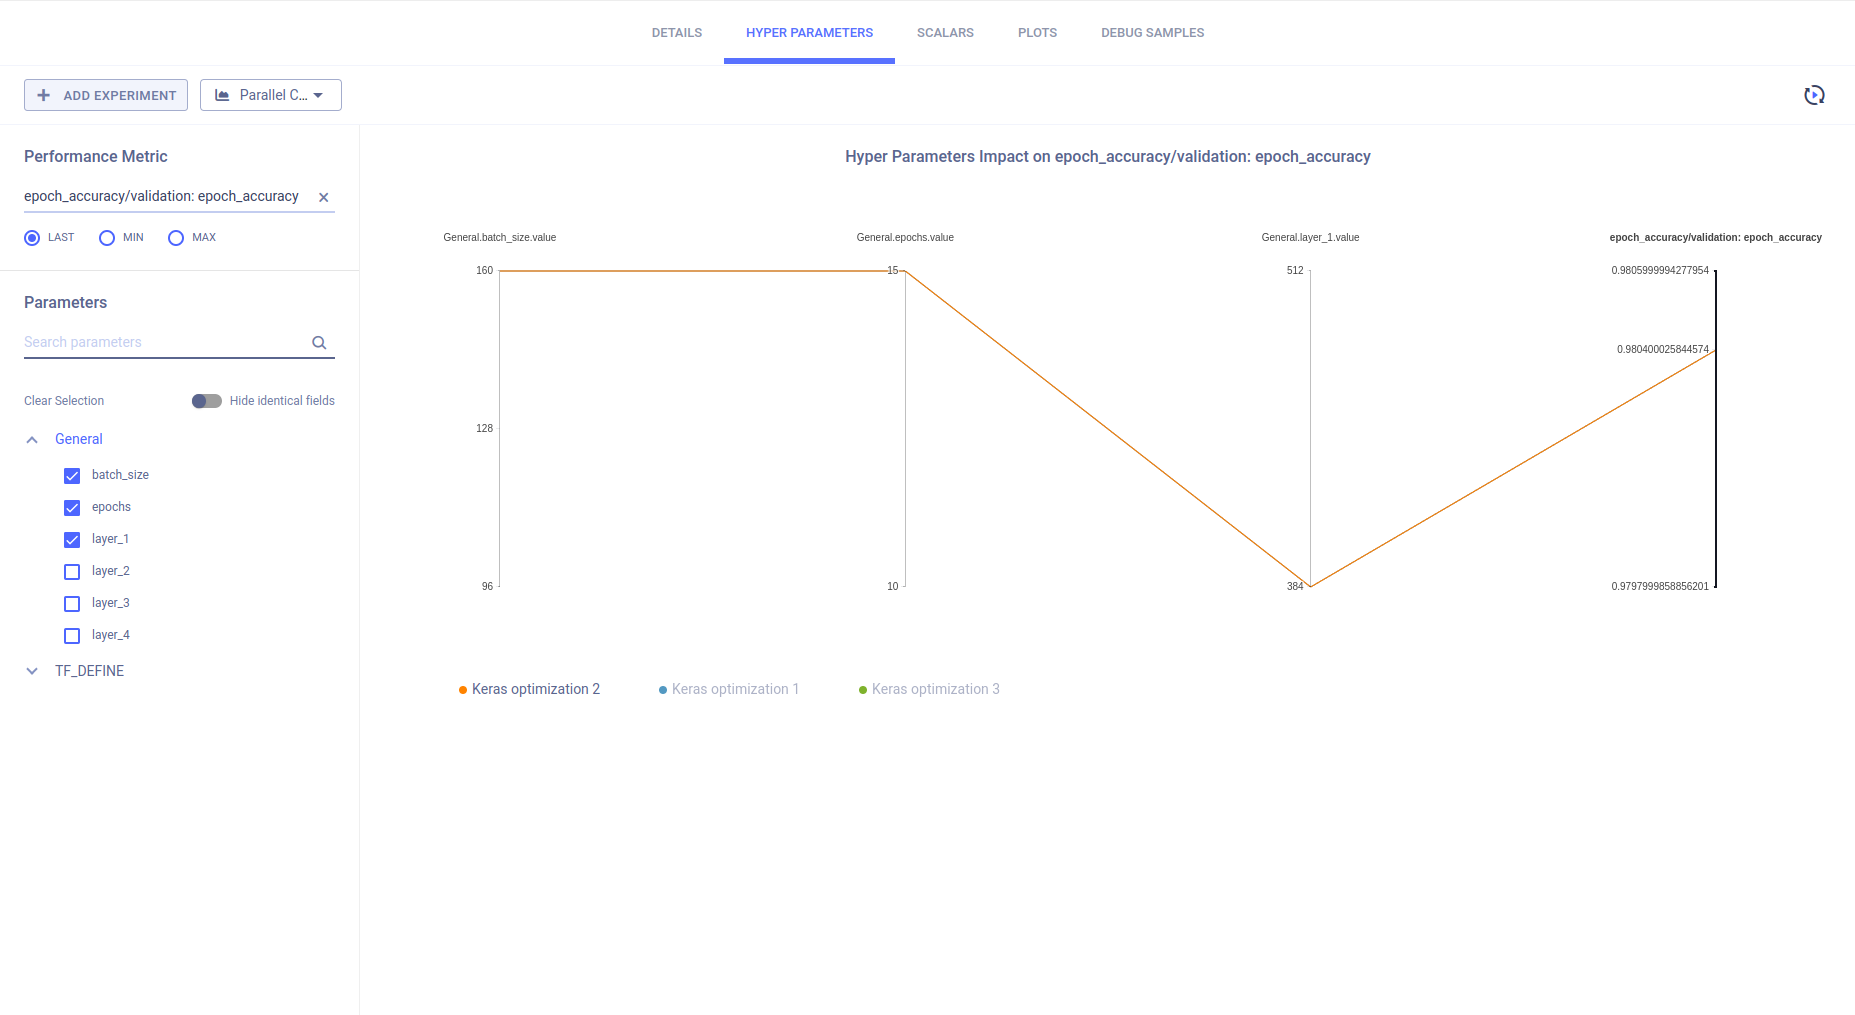 DETAILS
HYPER PARAMETERS
SCALARS
PLOTS
DEBUG SAMPLES
ADD EXPERIMENT
Parallel C...
Performance Metric
epoch_accuracy/validation: epoch_accuracy
LAST
MIN
MAX
Parameters
Search parameters
Clear Selection
Hide identical fields
General
batch_size
epochs
layer_1
layer_2
layer_3
layer_4
TF_DEFINE
Hyper Parameters Impact on epoch_accuracy/validation: epoch_accuracy
General.batch_size.value
160
128
96
General.epochs.value
15
10
General.layer_1.value
512
384
epoch_accuracy/validation: epoch_accuracy
0.9805999994277954
0.980400025844574
0.9797999858856201
Keras optimization 2
Keras optimization 1
Keras optimization 3